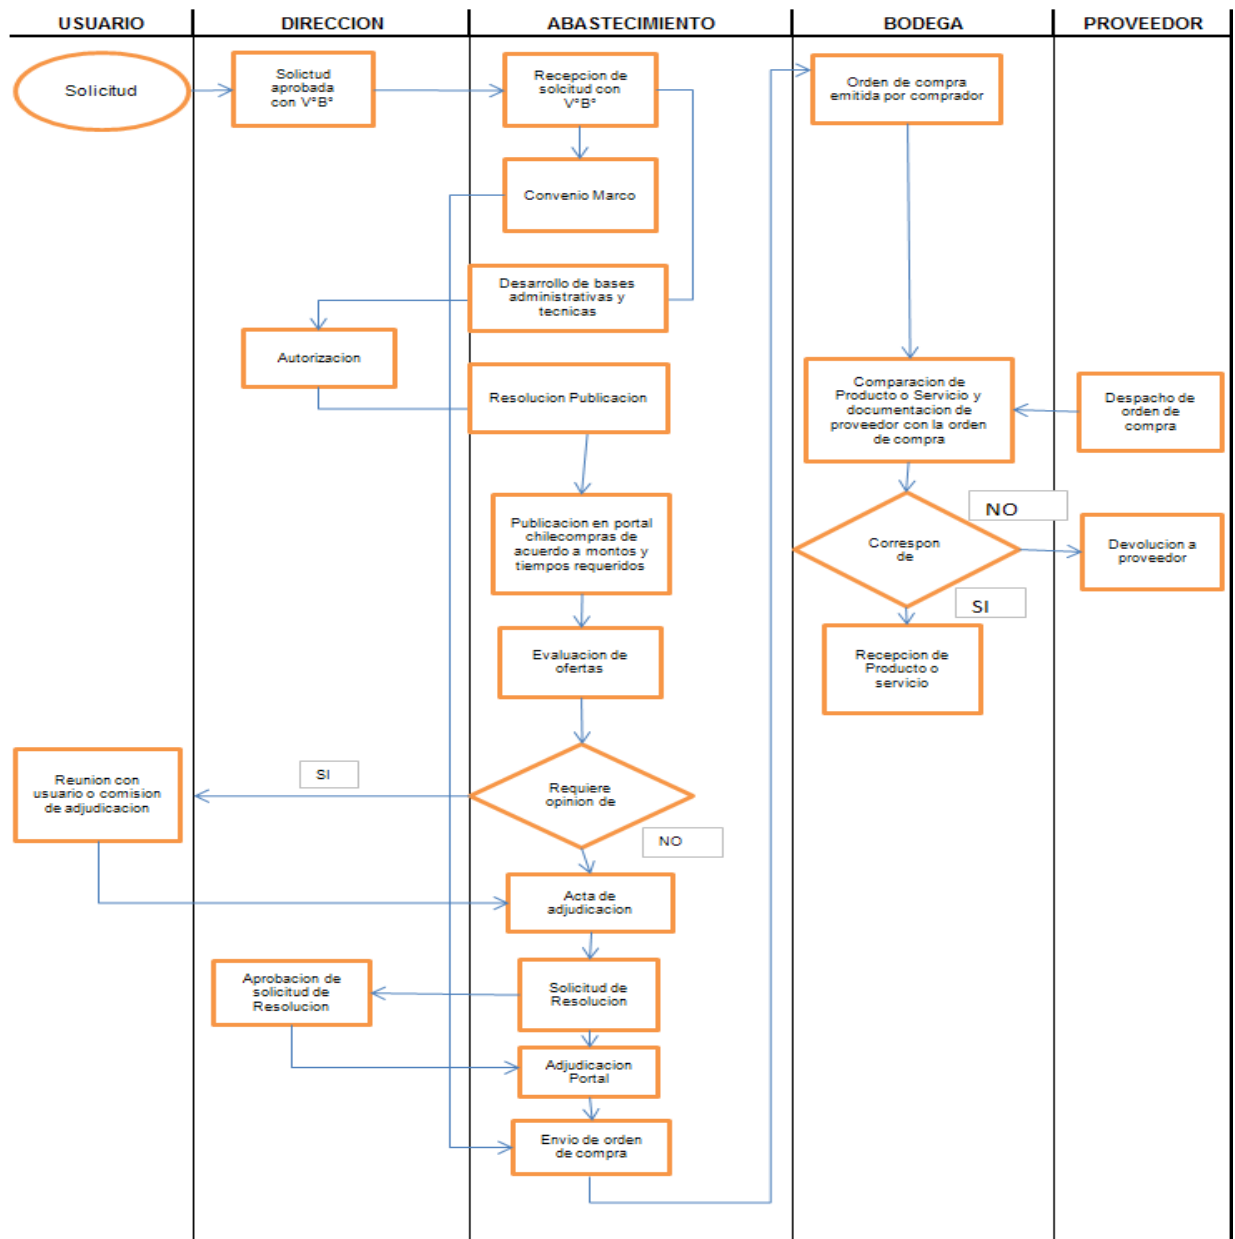 USUARIO
DIRECCION
ABASTECIMIENTO
BODEGA
PROVEEDOR
Solicitud
Solictud
aprobada
con V°B°
Recepcion de
solcitud con
V°B°
Orden de compra
emitida por comprador
Convenio Marco
Desarrollo de bases
administrativas y
tecnicas
Autorizacion
Resolucion Publicacion
Comparacion de
Producto o Servicio y
documentacion de
proveedor con la orden
de compra
Despacho de
orden de
compra
Publicacion en portal
chilecompras de
acuerdo a montos y
tiempos requeridos
NO
Correspon
de
Devolucion a
proveedor
SI
Evaluacion de
ofertas
Recepcion de
Producto o
servicio
Reunion con
usuario o comision
de adjudicacion
SI
Requiere
opinion de
NO
Acta de
adjudicacion
Aprobacion de
solicitud de
Resolucion
Solicitud de
Resolucion
Adjudicacion
Portal
Envio de orden
de compra